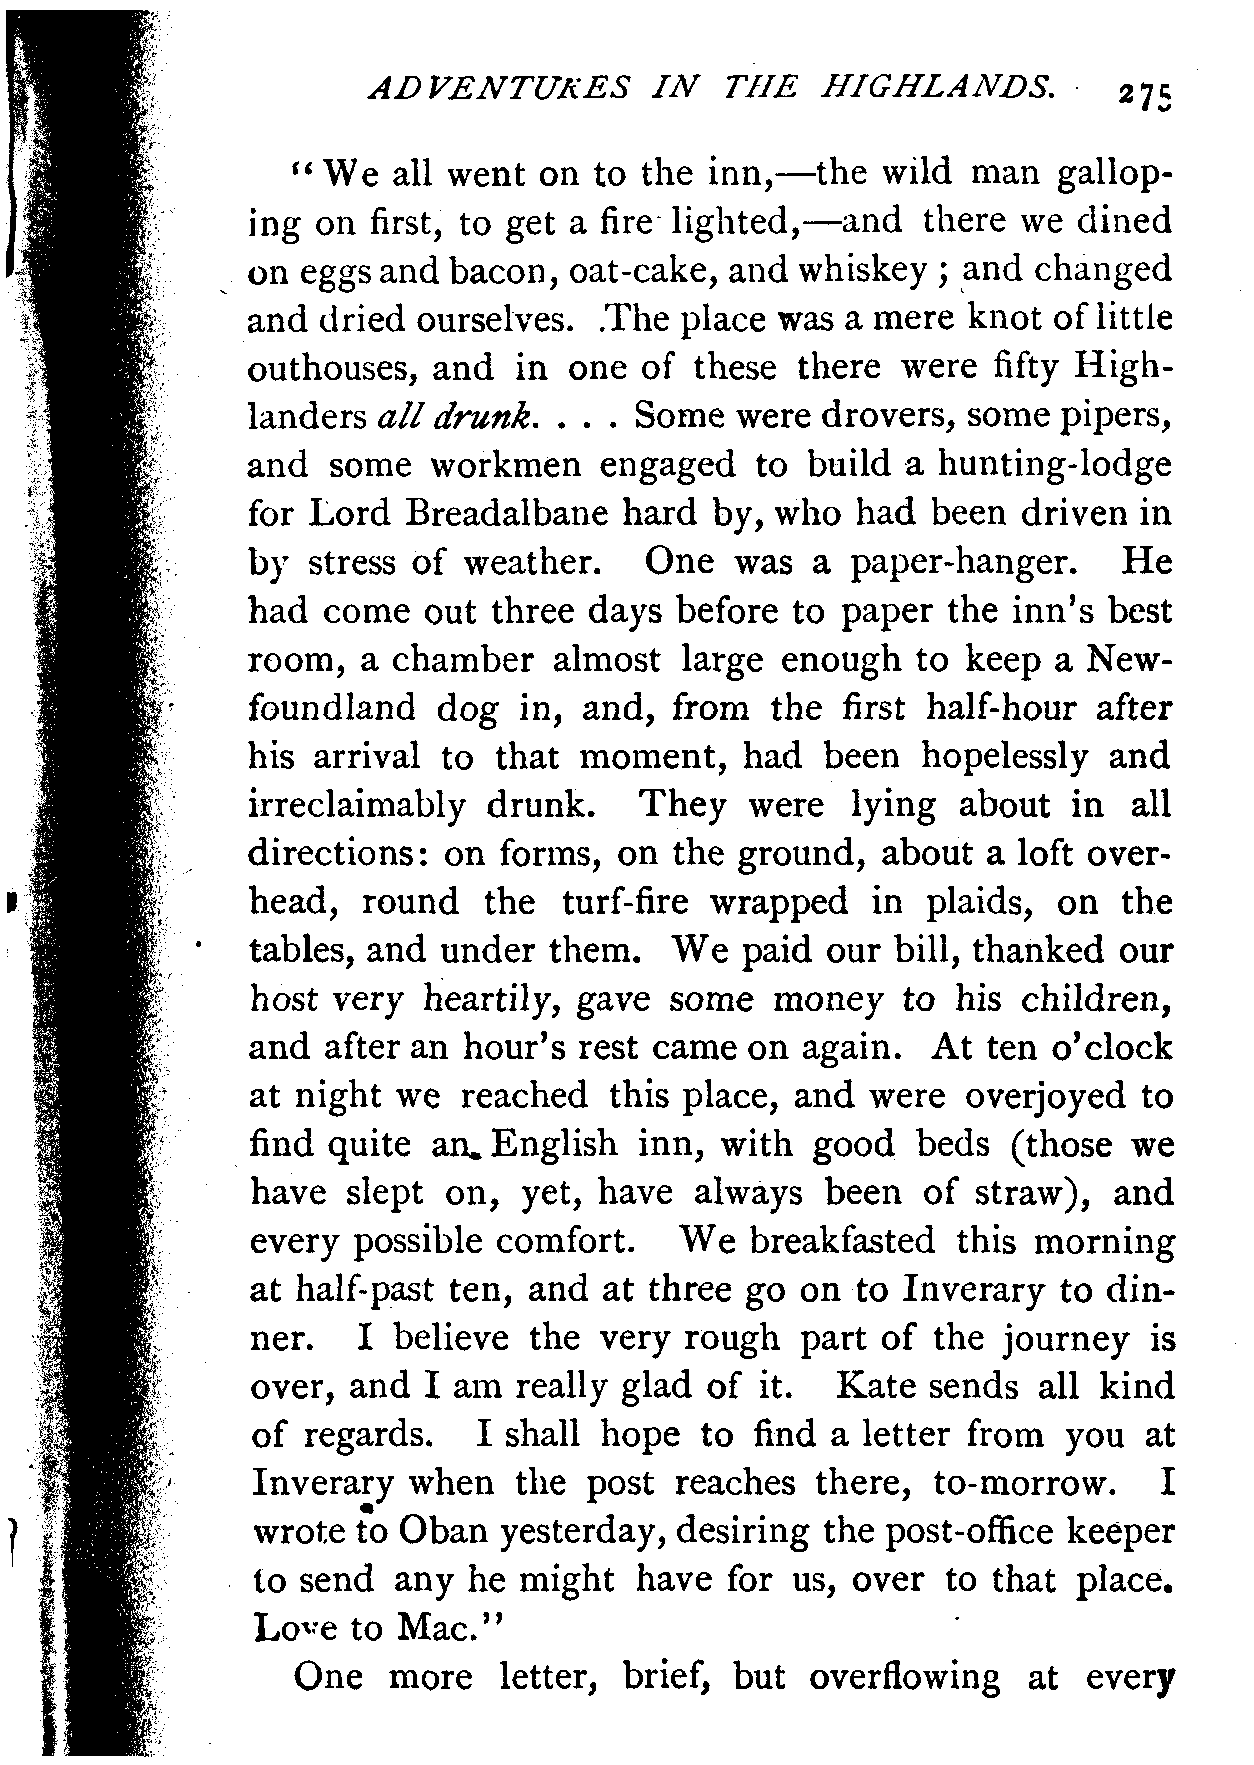 ADVENTURES IN THE HIGHLANDS. 275
"We all went on to the inn,—the wild man gallop-
ing on first, to get a fire lighted,—and there we dined
on eggs and bacon, oat-cake, and whiskey; and changed
and dried ourselves. The place was a mere knot of little
outhouses, and in one of these there were fifty High-
landers all drunk. . . . Some were drovers, some pipers,
and some workmen engaged to build a hunting-lodge
for Lord Breadalbane hard by, who had been driven in
by stress of weather. One was a paper-hanger. He
had come out three days before to paper the inn's best
room, a chamber almost large enough to keep a New-
foundland dog in, and, from the first half-hour after
his arrival to that moment, had been hopelessly and
irreclaimably drunk. They were lying about in all
directions: on forms, on the ground, about a loft over-
head, round the turf-fire wrapped in plaids, on the
tables, and under them. We paid our bill, thanked our
host very heartily, gave some money to his children,
and after an hour's rest came on again. At ten o'clock
at night we reached this place, and were overjoyed to
find quite an English inn, with good beds (those we
have slept on, yet, have always been of straw), and
every possible comfort. We breakfasted this morning
at half-past ten, and at three go on to Inverary to din-
ner. I believe the very rough part of the journey is
over, and I am really glad of it. Kate sends all kind
of regards. I shall hope to find a letter from you at
Inverary when the post reaches there, to-morrow. I
wrote to Oban yesterday, desiring the post-office keeper
to send any he might have for us, over to that place.
Love to Mac."
One more letter, brief, but overflowing at every